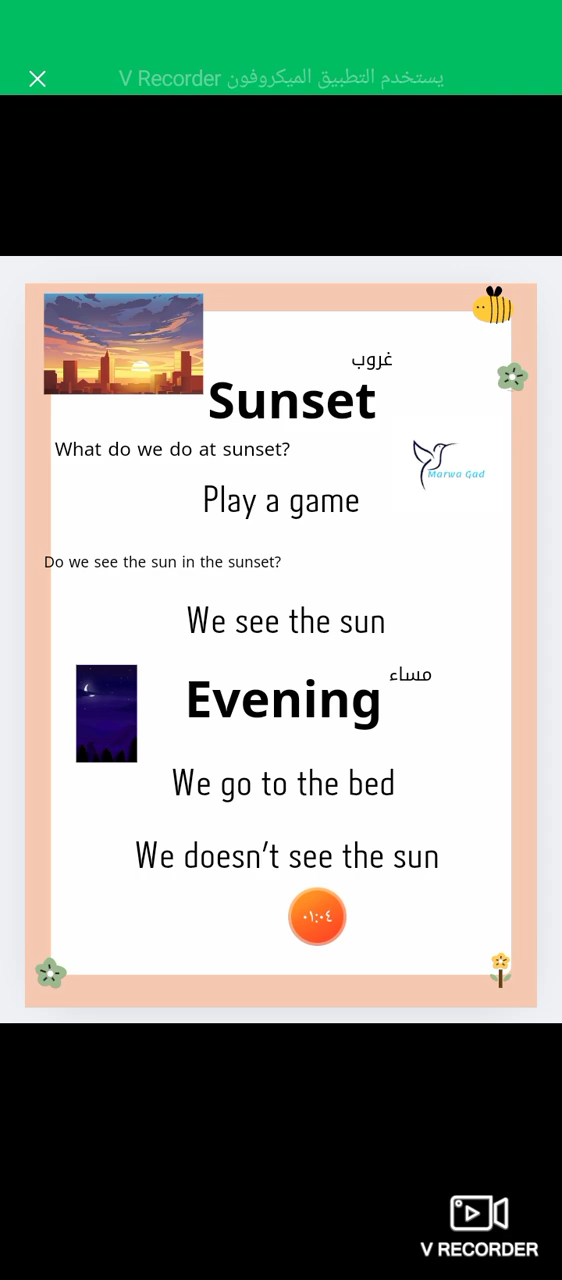 يستخدم التطبيق الميكروفون V Recorder
غروب
Sunset
What do we do at sunset?
Marwa Gad
Play a game
Do we see the sun in the sunset?
We see the sun
مساء
Evening
We go to the bed
We doesn't see the sun
٠١:٠٤
V RECORDER